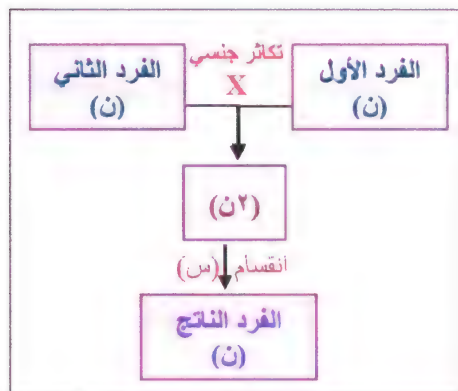 تكاثر جنسي
الفرد الأول
(ن)
X
الفرد الثاني
(ن)
(٢ن)
انقسام (س)
الفرد الناتج
(ن)